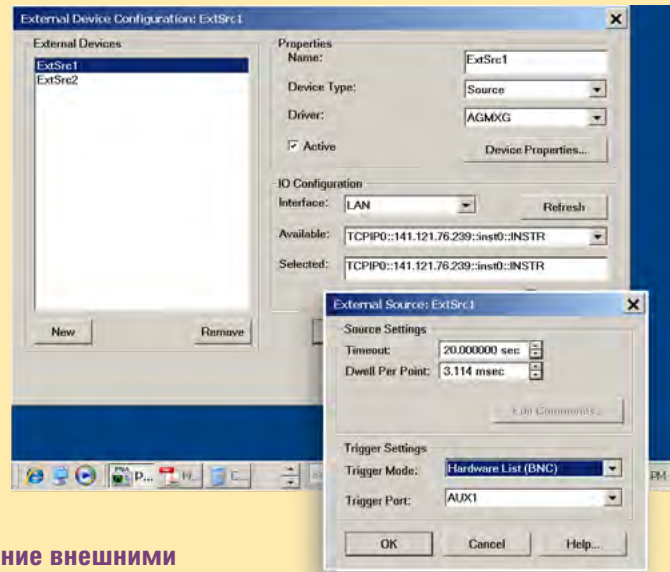 External Device Configuration: ExtSrc1
External Devices
ExtSrc1
ExtSrc2
New
Remove
Properties
Name:
ExtSrc1
Device Type:
Source
Driver:
AGMXG
Active
Device Properties...
IO Configuration
Interface:
LAN
Refresh
Available:
TCPIP0::141.121.76.239::inst0::INSTR
Selected:
TCPIP0::141.121.76.239::inst0::INSTR
External Source: ExtSrc1
Source Settings
Timeout:
20.000000 sec
Dwell Per Point:
3.114 msec
Edit Commands...
Trigger Settings
Trigger Mode:
Hardware List (BNC)
Trigger Port:
AUX1
OK
Cancel
Help...
P...
PM
ние внешними